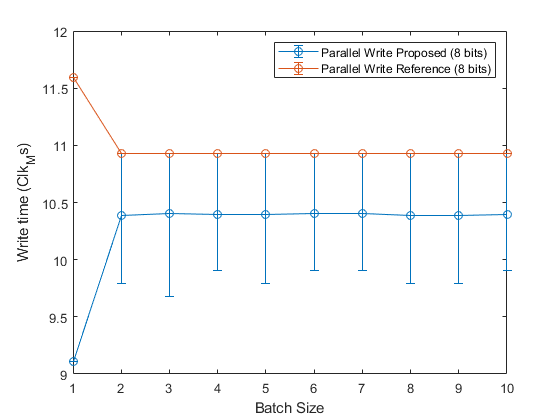 12
11.5
11
10.5
10
9.5
9
Write time (Clk_M s)
Parallel Write Proposed (8 bits)
Parallel Write Reference (8 bits)
1 2 3 4 5 6 7 8 9 10
Batch Size